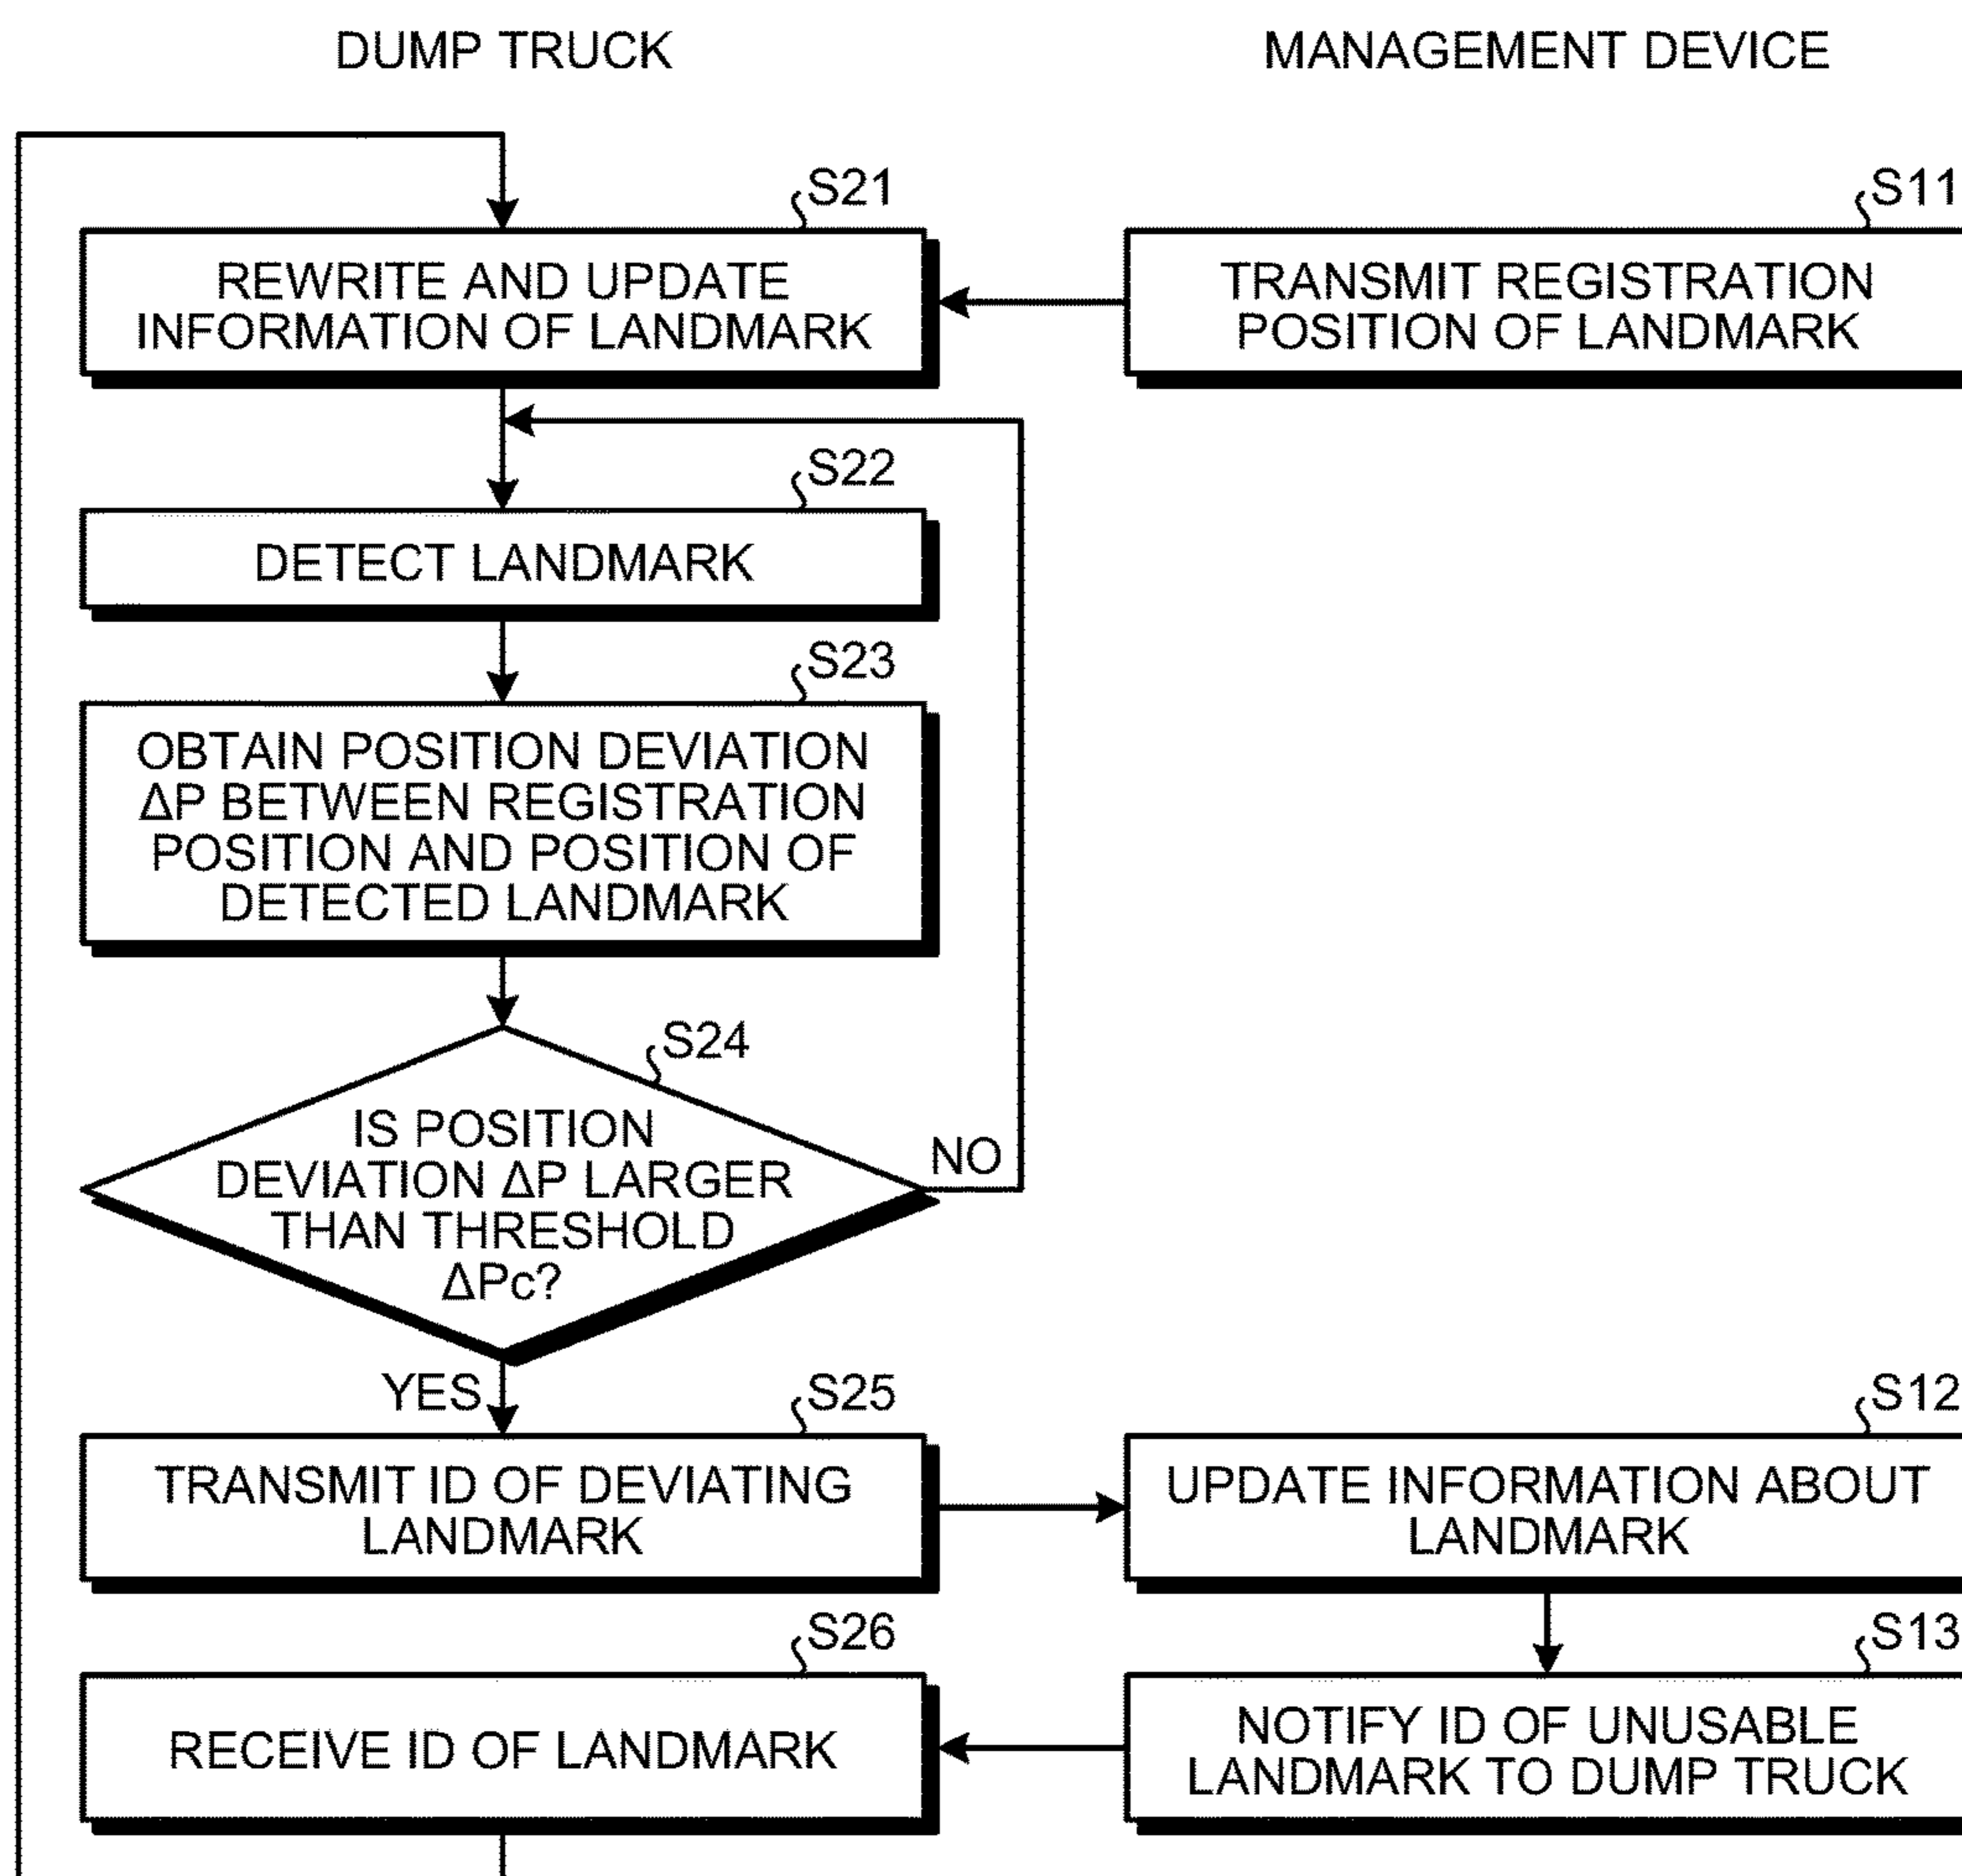 DUMP TRUCK
MANAGEMENT DEVICE
S21
S11
REWRITE AND UPDATE
INFORMATION OF LANDMARK
TRANSMIT REGISTRATION
POSITION OF LANDMARK
S22
DETECT LANDMARK
S23
OBTAIN POSITION DEVIATION
ΔP BETWEEN REGISTRATION
POSITION AND POSITION OF
DETECTED LANDMARK
S24
IS POSITION
DEVIATION ΔP LARGER
THAN THRESHOLD
ΔPc?
NO
YES
S25
S12
TRANSMIT ID OF DEVIATING
LANDMARK
UPDATE INFORMATION ABOUT
LANDMARK
S26
S13
RECEIVE ID OF LANDMARK
NOTIFY ID OF UNUSABLE
LANDMARK TO DUMP TRUCK